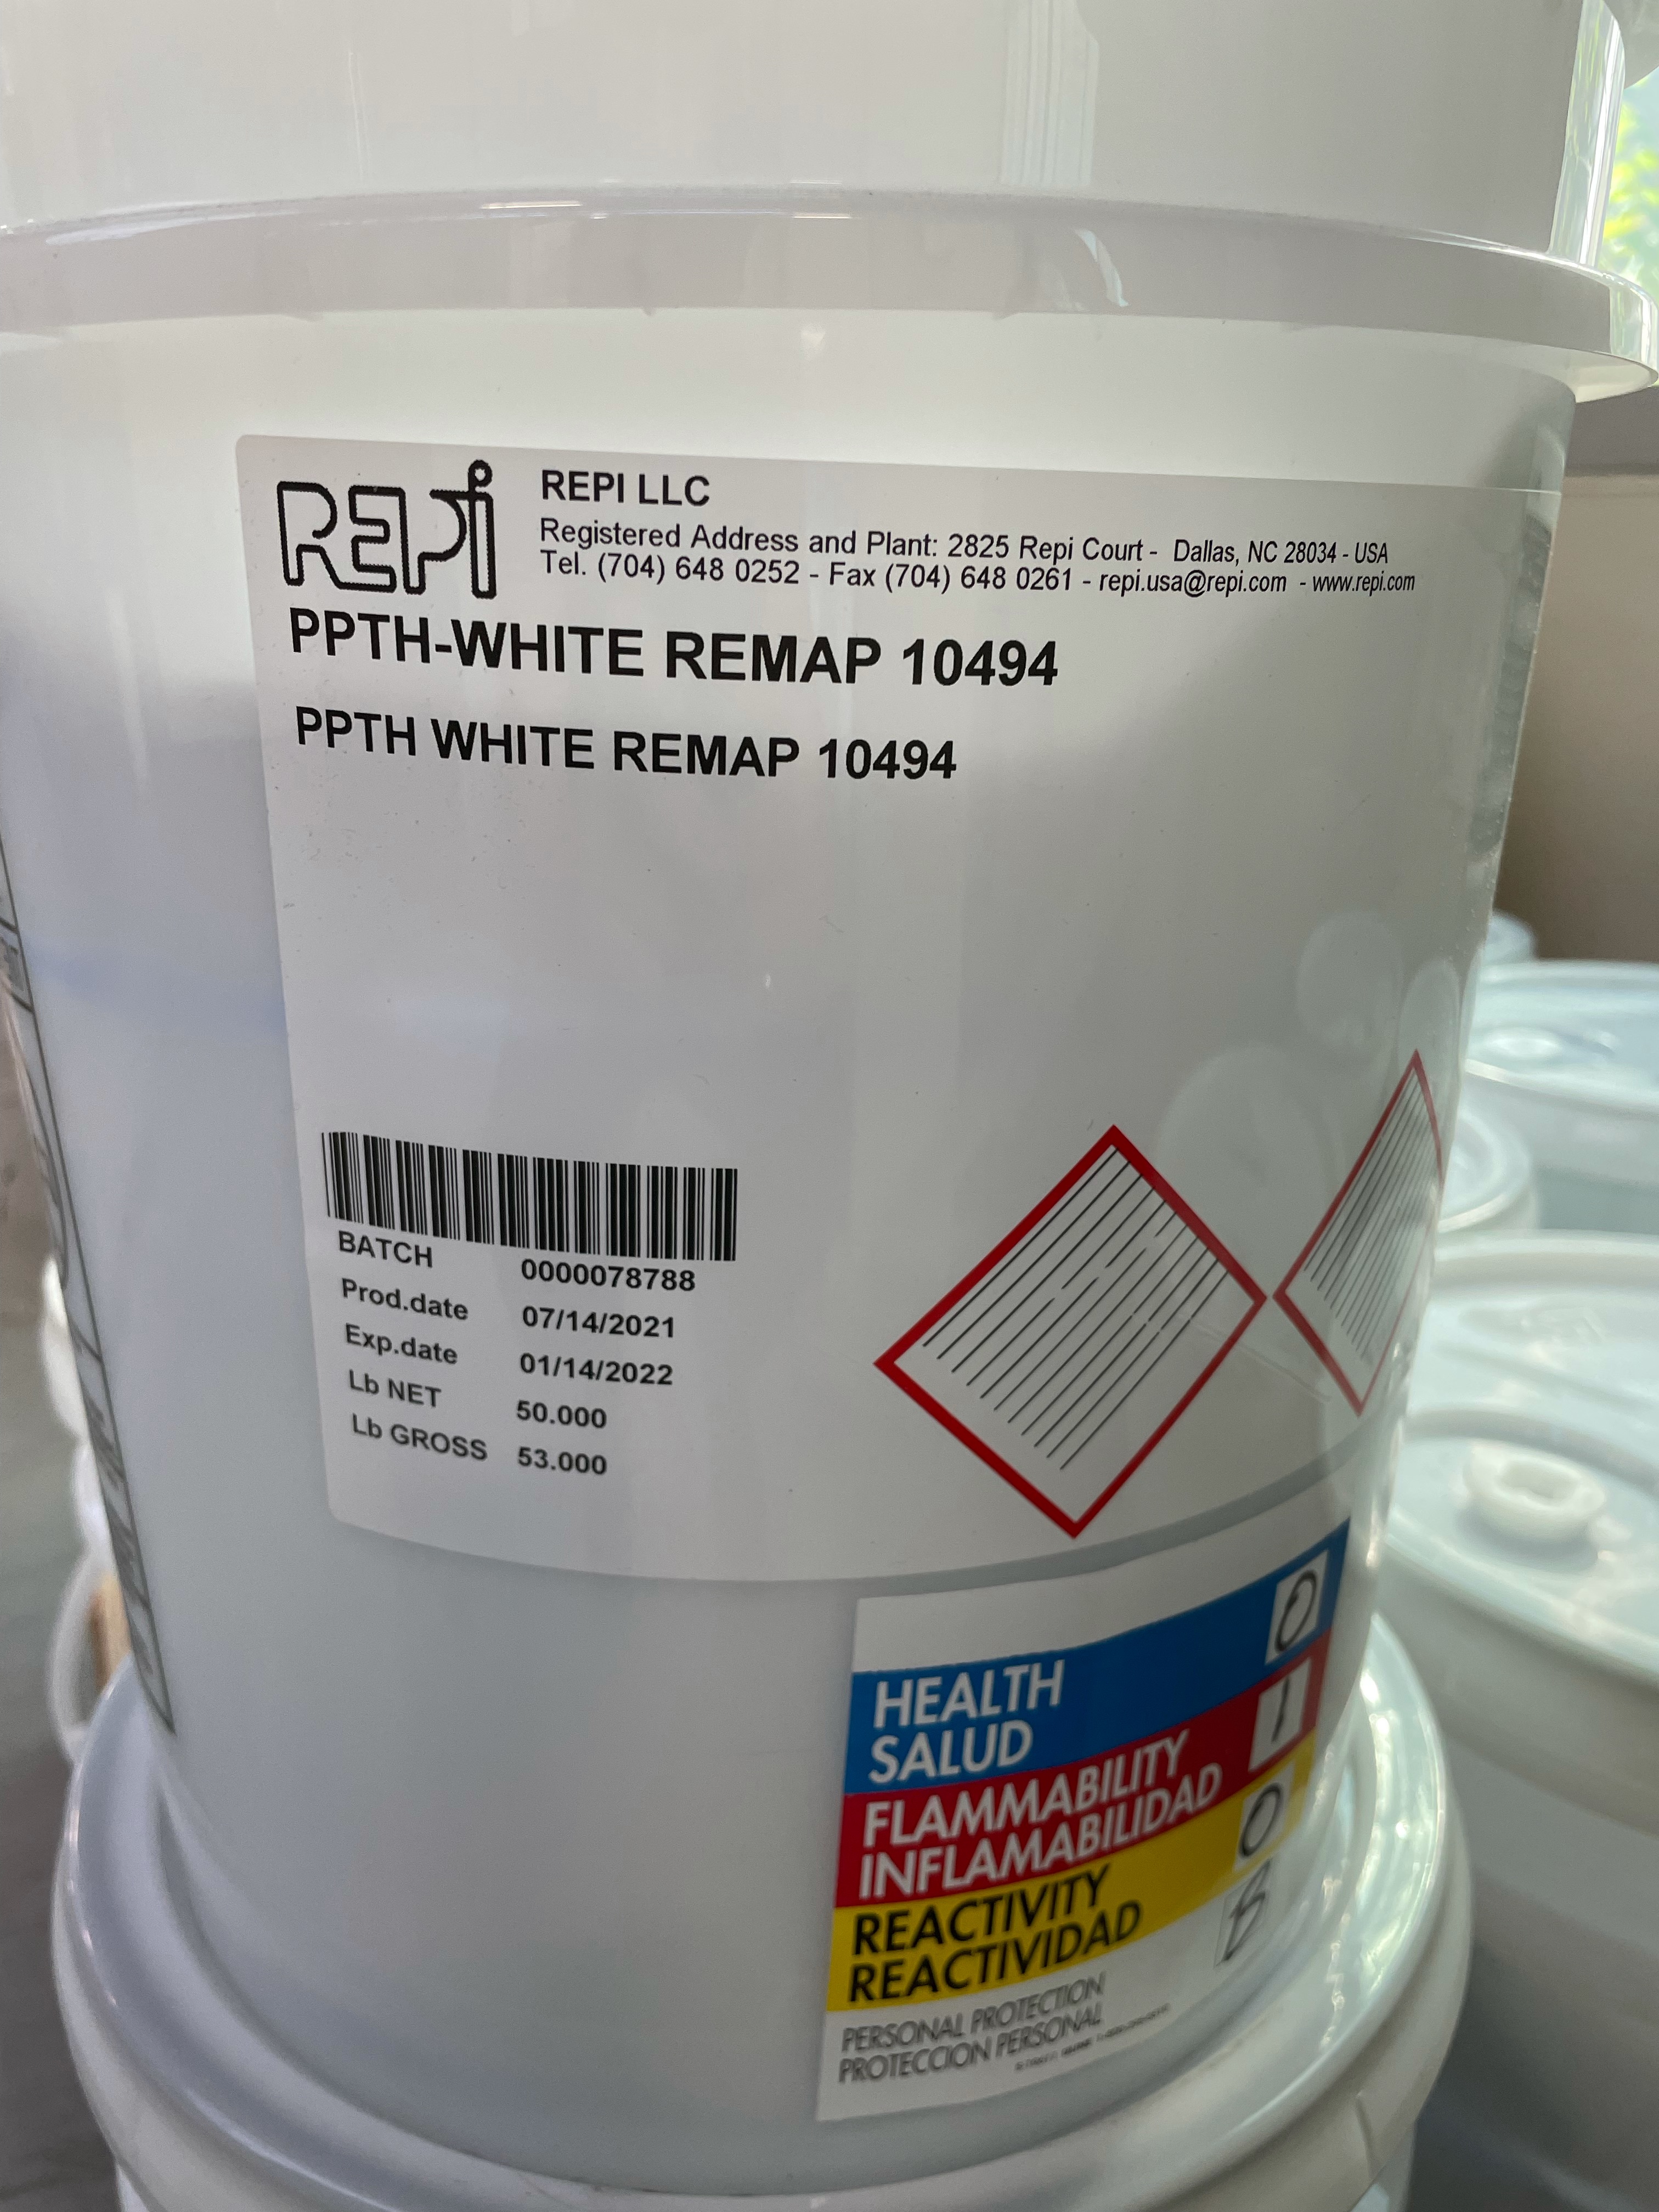 REPI
REPI LLC
Registered Address and Plant: 2825 Repi Court - Dallas, NC 28034 - USA
Tel. (704) 648 0252 - Fax (704) 648 0261 - repi.usa@repi.com - www.repi.com
PPTH-WHITE REMAP 10494
PPTH WHITE REMAP 10494
BATCH 0000078788
Prod.date 07/14/2021
Exp.date 01/14/2022
Lb NET 50.000
Lb GROSS 53.000
HEALTH 0
SALUD
FLAMMABILITY 1
INFLAMABILIDAD
REACTIVITY 0
REACTIVIDAD
B
PERSONAL PROTECTION
PROTECCION PERSONAL